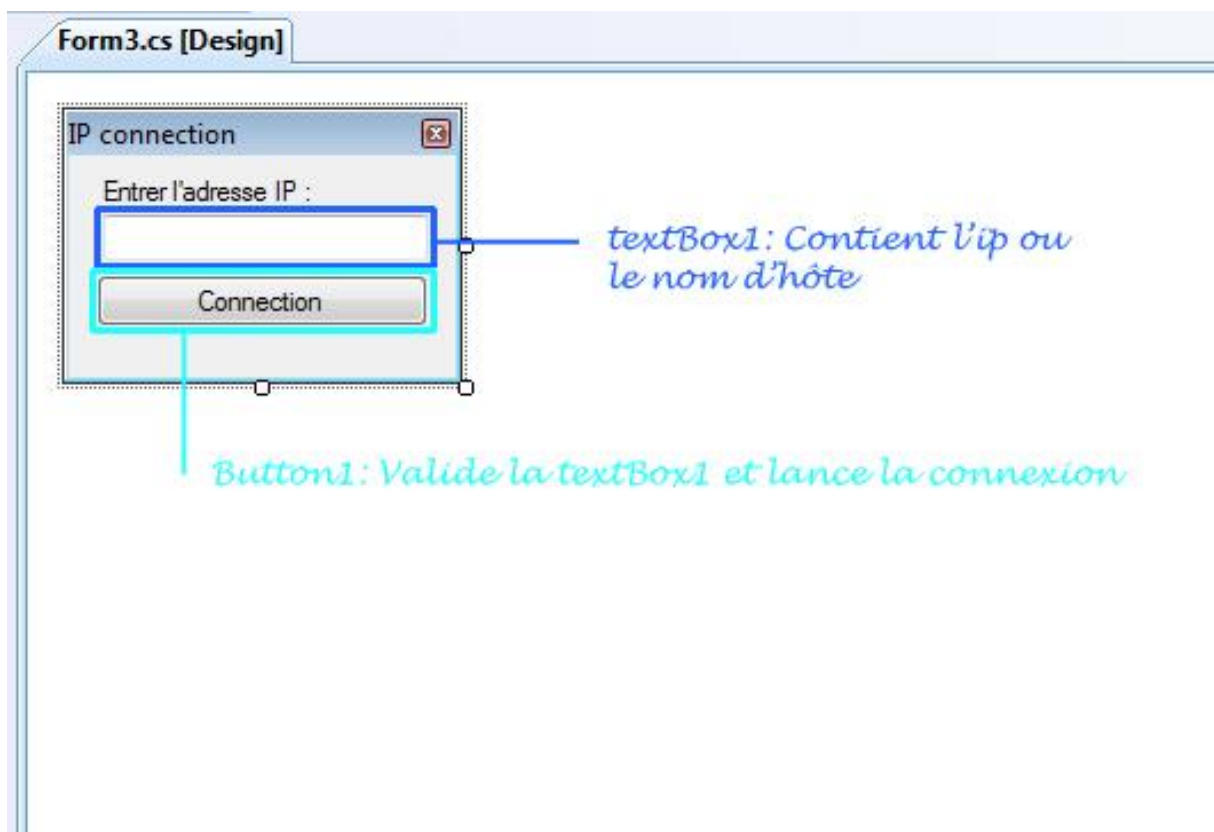 Form3.cs [Design]
IP connection
Entrer l'adresse IP :
textBox1: Contient l'ip ou
le nom d'hôte
Connection
Button1: Valide la textBox1 et lance la connexion